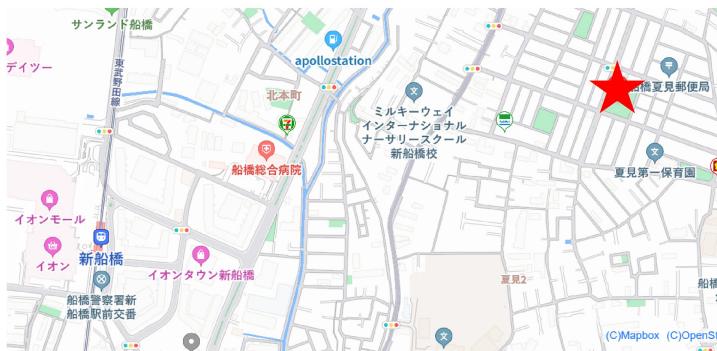 サンランド船橋
デイツー
東武野田線
apollostation
北本町
7
船橋総合病院
ミルキーウェイ
インターナショナル
ナーサリースクール
新船橋校
船橋夏見郵便局
夏見第一保育園
イオンモール
イオン
新船橋
イオンタウン新船橋
船橋警察署新
船橋駅前交番
夏見2
船橋
(C)Mapbox
(C)OpenSt